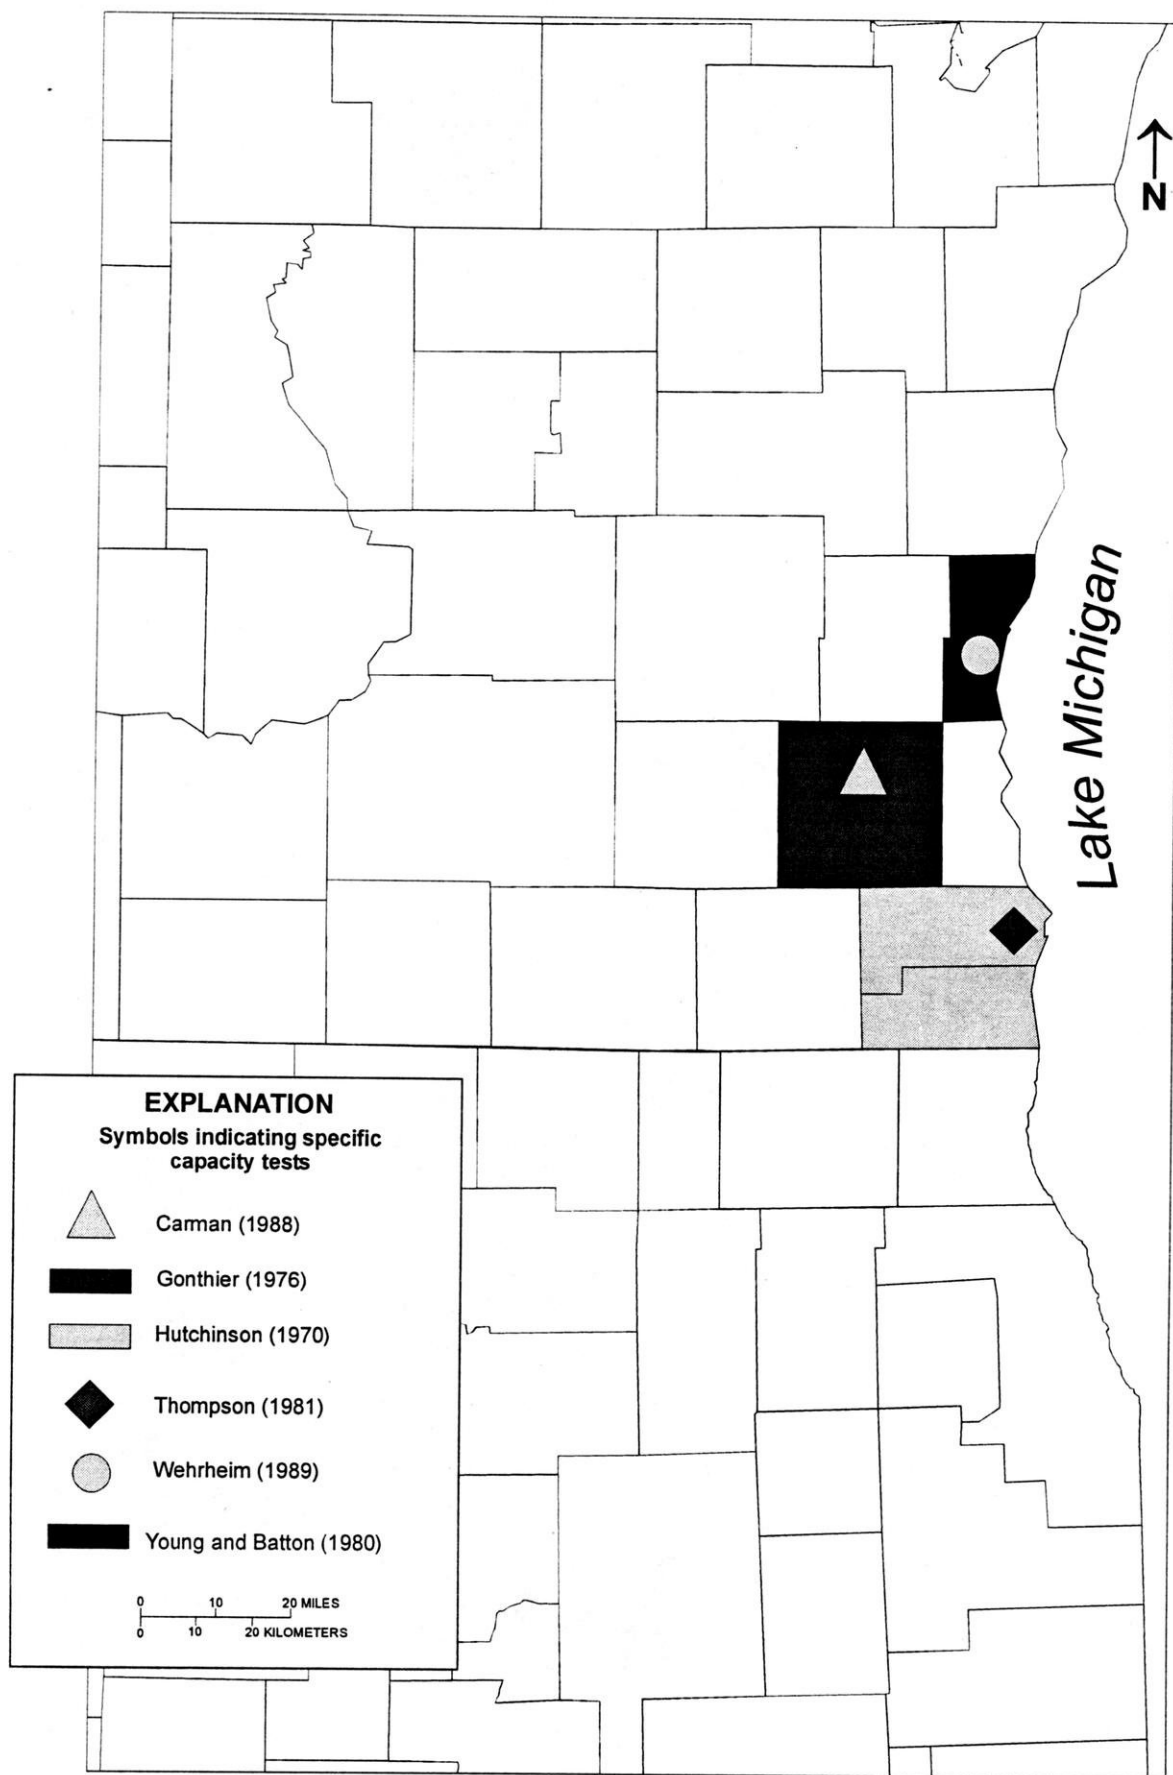 N
Lake Michigan
EXPLANATION
Symbols indicating specific
capacity tests
Carman (1988)
Gonthier (1976)
Hutchinson (1970)
Thompson (1981)
Wehrheim (1989)
Young and Batton (1980)
0 10 20 MILES
0 10 20 KILOMETERS